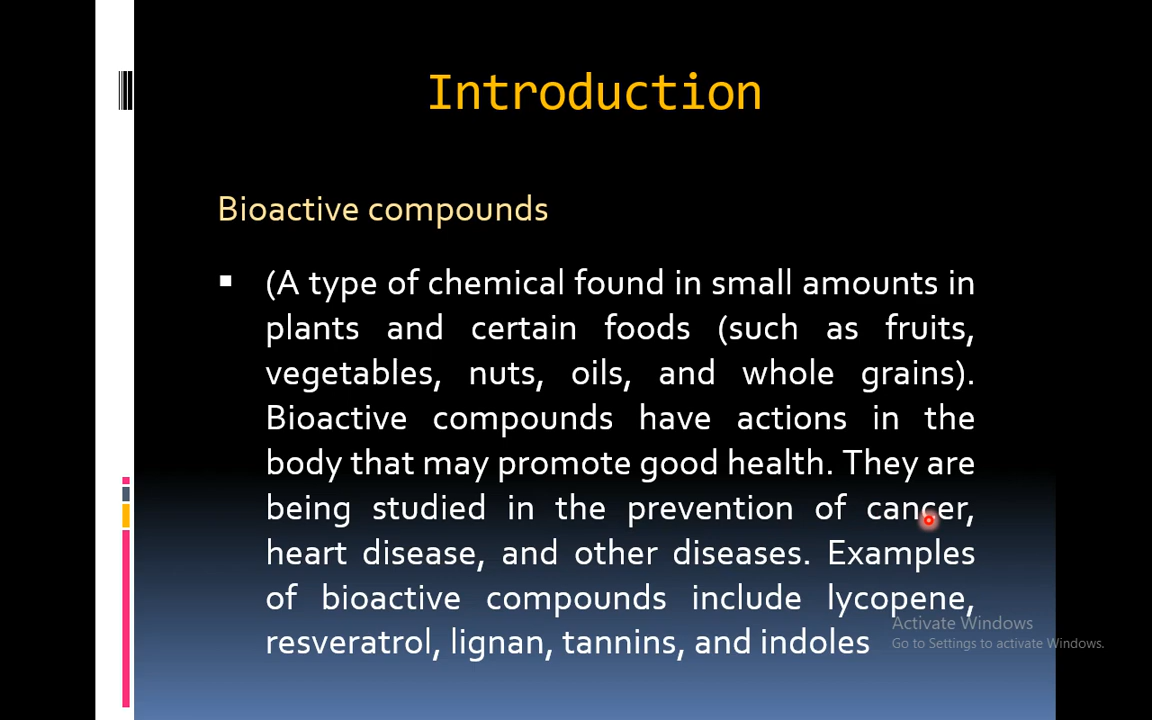 Introduction
Bioactive compounds
(A type of chemical found in small amounts in
plants and certain foods (such as fruits,
vegetables, nuts, oils, and whole grains).
Bioactive compounds have actions in the
body that may promote good health. They are
being studied in the prevention of cancer,
heart disease, and other diseases. Examples
of bioactive compounds include lycopene,
resveratrol, lignan, tannins, and indoles
Activate Windows
Go to Settings to activate Windows.